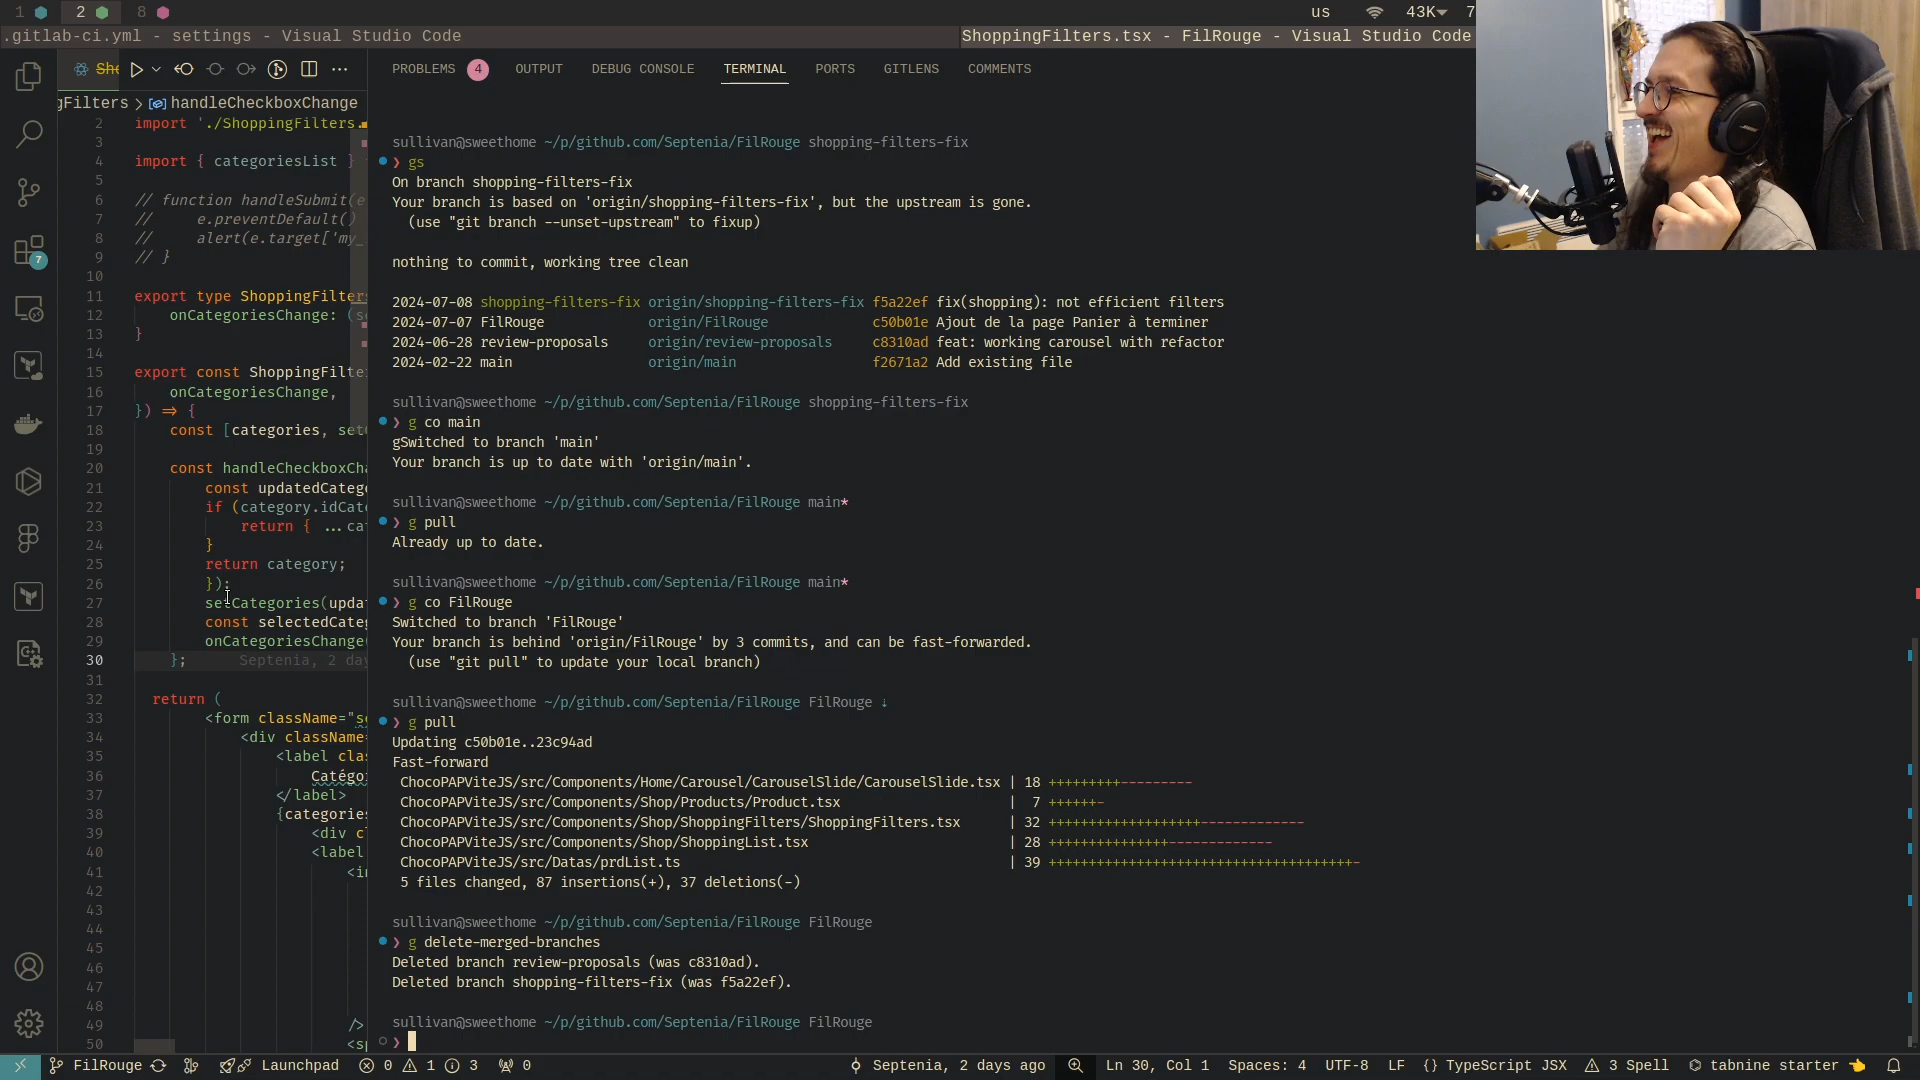 1 2 8 us 43K 7
.gitlab-ci.yml - settings - Visual Studio Code
ShoppingFilters.tsx - FilRouge - Visual Studio Code
PROBLEMS 4 OUTPUT DEBUG CONSOLE TERMINAL PORTS GITLENS COMMENTS
gFilters > handleCheckboxChange
2 import './ShoppingFilters.
3
4 import { categoriesList }
5
6 // function handleSubmit(e
7 // e.preventDefault()
8 // alert(e.target['my_
9 // }
10
11 export type ShoppingFilters
12 onCategoriesChange: (s
13 }
14
15 export const ShoppingFilte
16 onCategoriesChange,
17 }) => {
18 const [categories, set
19
20 const handleCheckboxCha
21 const updatedCatego
22 if (category.idCate
23 return { ...cat
24 }
25 return category;
26 });
27 setCategories(updat
28 const selectedCateg
29 onCategoriesChange(
30 }; Septenia, 2 day
31
32 return (
33 <form className="se
34 <div className=
35 <label clas
36 Catégor
37 </label>
38 {categories
39 <div cl
40 <label
41 <in
42
43
44
45
46
47
48
49 />
50 <sp
sullivan@sweethome ~/p/github.com/Septenia/FilRouge shopping-filters-fix
❯ gs
On branch shopping-filters-fix
Your branch is based on 'origin/shopping-filters-fix', but the upstream is gone.
(use "git branch --unset-upstream" to fixup)
nothing to commit, working tree clean
2024-07-08 shopping-filters-fix origin/shopping-filters-fix f5a22ef fix(shopping): not efficient filters
2024-07-07 FilRouge origin/FilRouge c50b01e Ajout de la page Panier à terminer
2024-06-28 review-proposals origin/review-proposals c8310ad feat: working carousel with refactor
2024-02-22 main origin/main f2671a2 Add existing file
sullivan@sweethome ~/p/github.com/Septenia/FilRouge shopping-filters-fix
❯ g co main
gSwitched to branch 'main'
Your branch is up to date with 'origin/main'.
sullivan@sweethome ~/p/github.com/Septenia/FilRouge main*
❯ g pull
Already up to date.
sullivan@sweethome ~/p/github.com/Septenia/FilRouge main*
❯ g co FilRouge
Switched to branch 'FilRouge'
Your branch is behind 'origin/FilRouge' by 3 commits, and can be fast-forwarded.
(use "git pull" to update your local branch)
sullivan@sweethome ~/p/github.com/Septenia/FilRouge FilRouge ↓
❯ g pull
Updating c50b01e..23c94ad
Fast-forward
ChocoPAPViteJS/src/Components/Home/Carousel/CarouselSlide/CarouselSlide.tsx | 18 +++++++++---------
ChocoPAPViteJS/src/Components/Shop/Products/Product.tsx | 7 ++++++-
ChocoPAPViteJS/src/Components/Shop/ShoppingFilters/ShoppingFilters.tsx | 32 +++++++++++++++++++-------------
ChocoPAPViteJS/src/Components/Shop/ShoppingList.tsx | 28 +++++++++++++++-------------
ChocoPAPViteJS/src/Datas/prdList.ts | 39 ++++++++++++++++++++++++++++++++++++++-
5 files changed, 87 insertions(+), 37 deletions(-)
sullivan@sweethome ~/p/github.com/Septenia/FilRouge FilRouge
❯ g delete-merged-branches
Deleted branch review-proposals (was c8310ad).
Deleted branch shopping-filters-fix (was f5a22ef).
sullivan@sweethome ~/p/github.com/Septenia/FilRouge FilRouge
❯
FilRouge Launchpad 0 1 3 0 Septenia, 2 days ago Ln 30, Col 1 Spaces: 4 UTF-8 LF {} TypeScript JSX 3 Spell tabnine starter